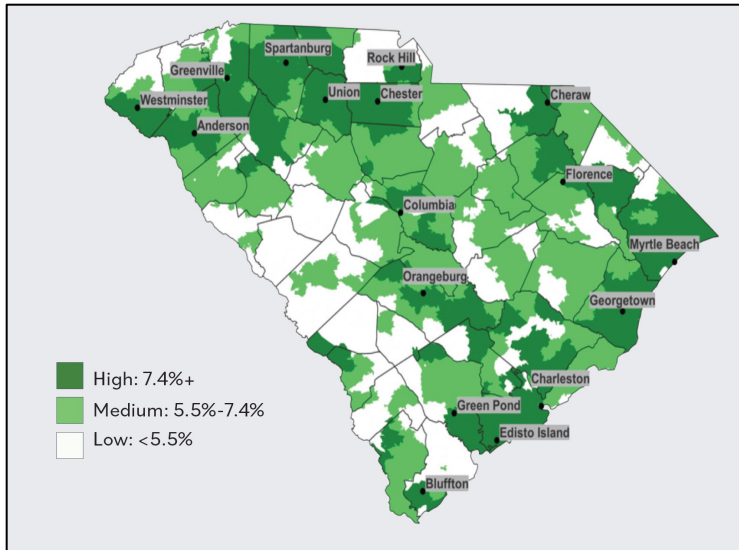 Spartanburg
Rock Hill
Greenville
Union
Chester
Cheraw
Westminster
Anderson
Florence
Columbia
Myrtle Beach
Orangeburg
Georgetown
High: 7.4%+
Charleston
Medium: 5.5%-7.4%
Green Pond
Low: <5.5%
Edisto Island
Bluffton